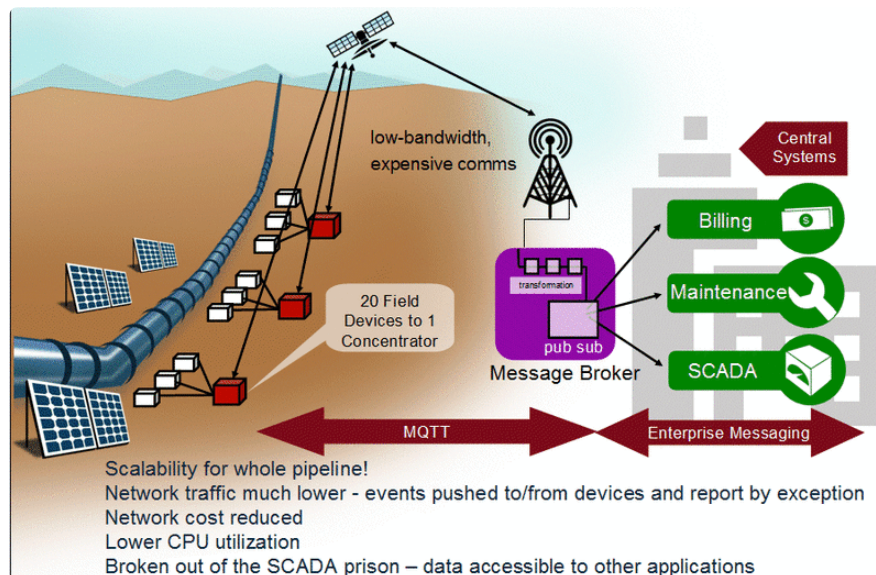 low-bandwidth,
expensive comms
Central
Systems
Billing
$
transformation
Maintenance
20 Field
Devices to 1
Concentrator
pub sub
Message Broker
SCADA
MQTT
Enterprise Messaging
Scalability for whole pipeline!
Network traffic much lower - events pushed to/from devices and report by exception
Network cost reduced
Lower CPU utilization
Broken out of the SCADA prison – data accessible to other applications